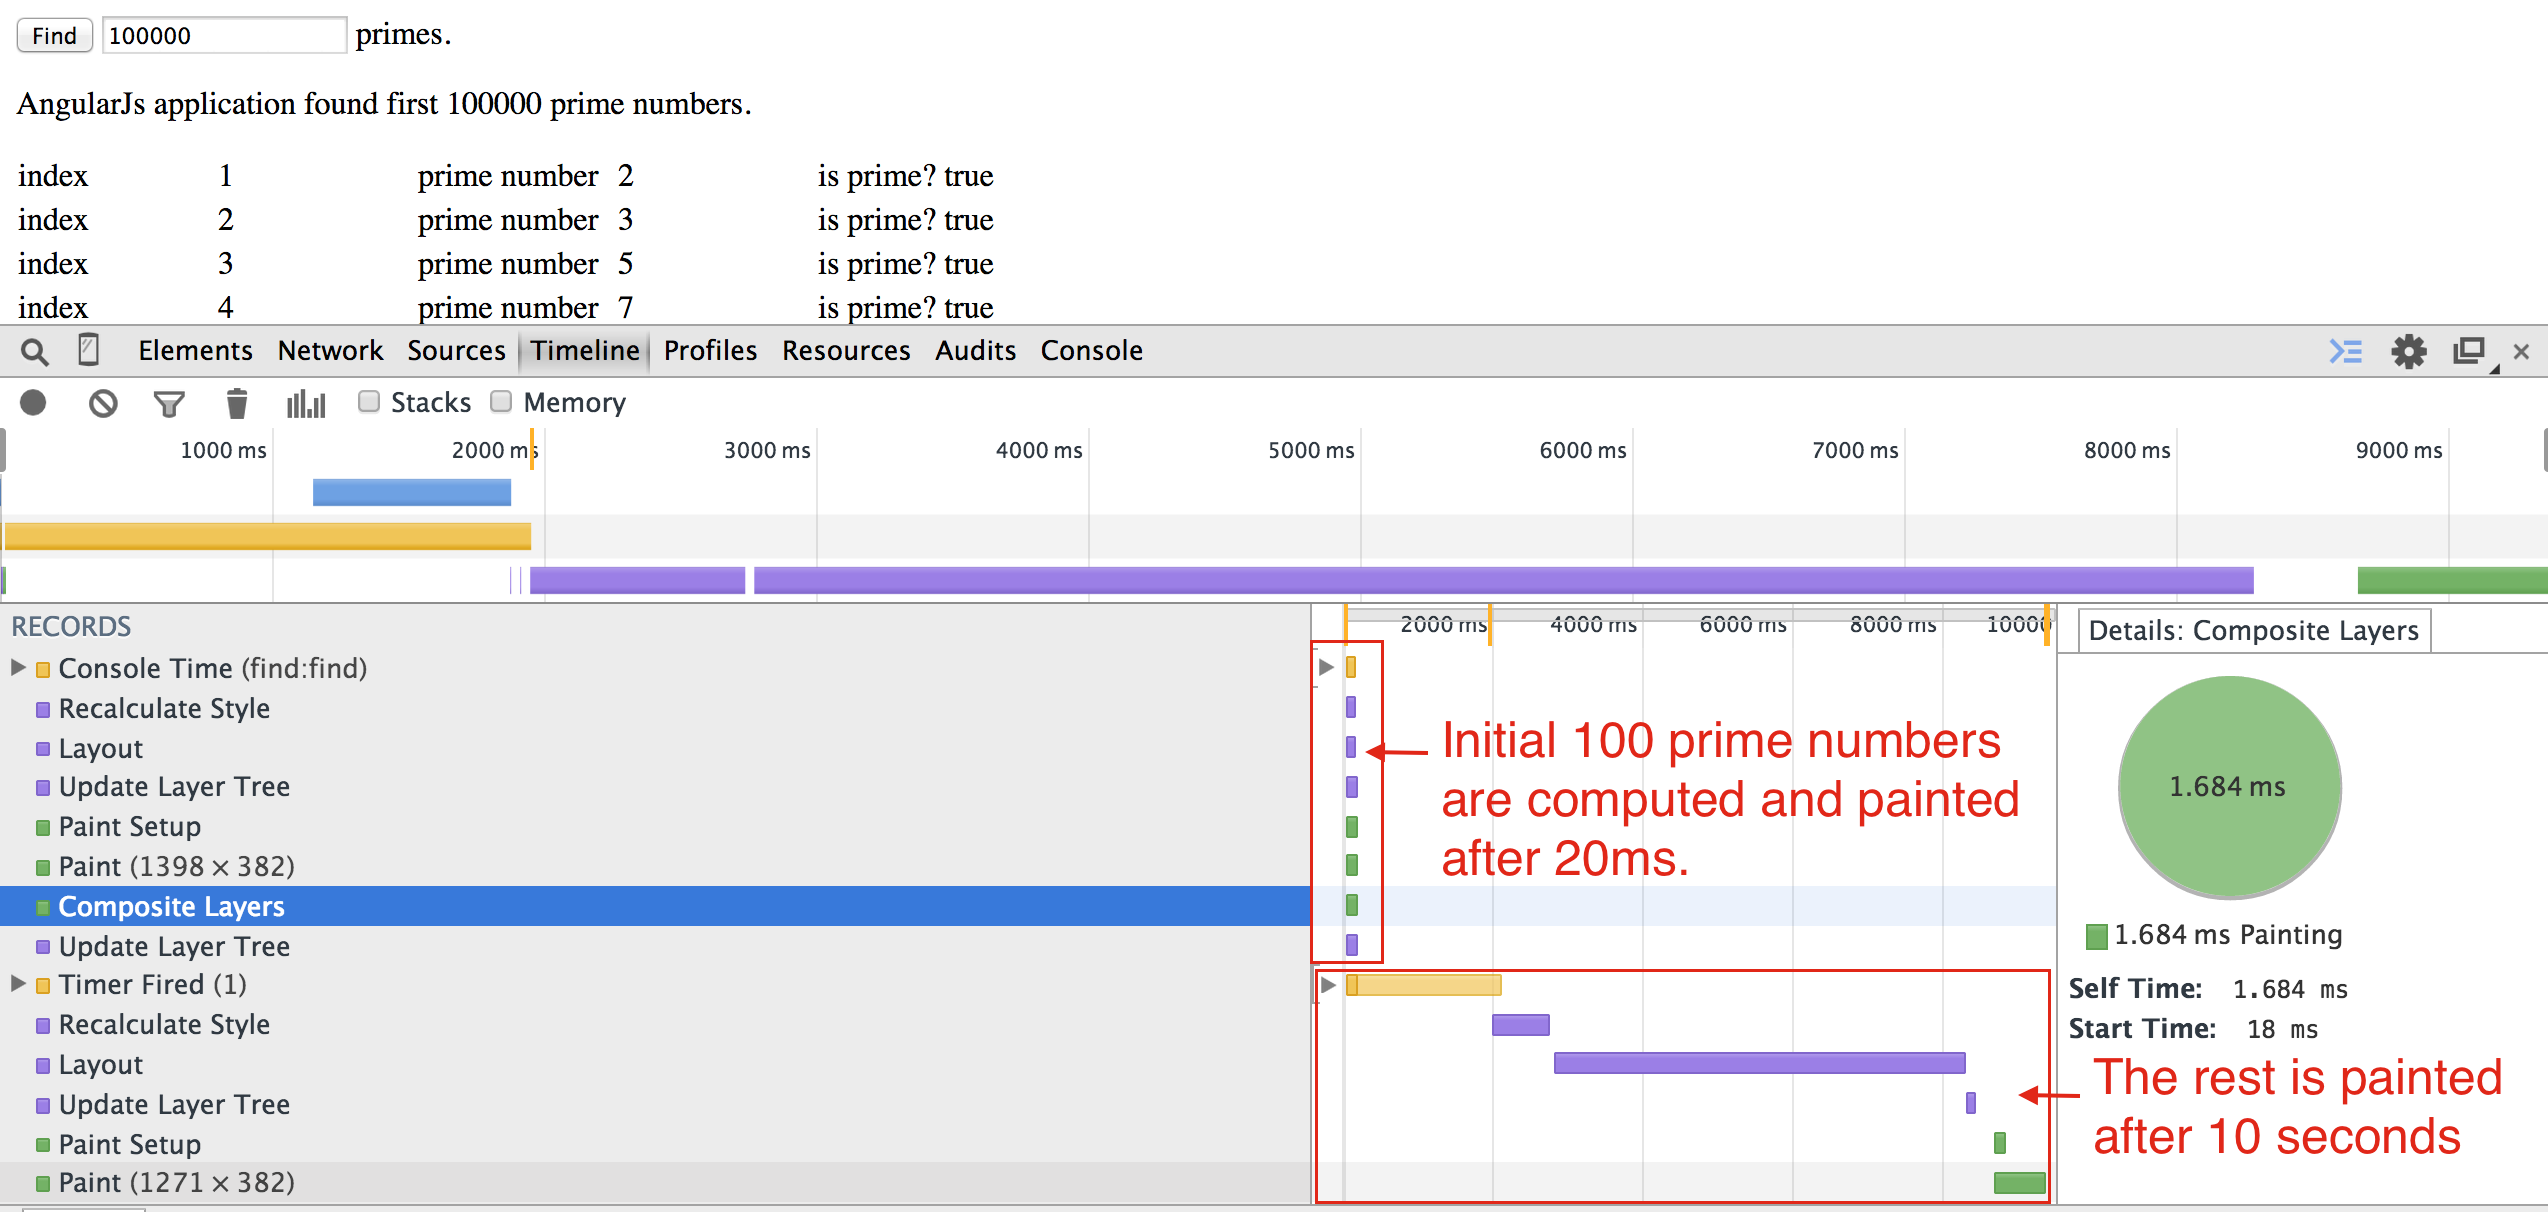 Find 100000 primes.
AngularJs application found first 100000 prime numbers.
index 1 prime number 2 is prime? true
index 2 prime number 3 is prime? true
index 3 prime number 5 is prime? true
index 4 prime number 7 is prime? true
Elements Network Sources Timeline Profiles Resources Audits Console
Stacks Memory
1000 ms 2000 ms 3000 ms 4000 ms 5000 ms 6000 ms 7000 ms 8000 ms 9000 ms
RECORDS
2000 ms 4000 ms 6000 ms 8000 ms 10000
Details: Composite Layers
Console Time (find:find)
Recalculate Style
Layout
Update Layer Tree
Paint Setup
Paint (1398 × 382)
Composite Layers
Update Layer Tree
Timer Fired (1)
Recalculate Style
Layout
Update Layer Tree
Paint Setup
Paint (1271 × 382)
Initial 100 prime numbers
are computed and painted
after 20ms.
1.684 ms
1.684 ms Painting
Self Time: 1.684 ms
Start Time: 18 ms
The rest is painted
after 10 seconds